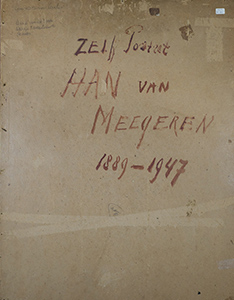 Zelf Portret
HAN VAN
MEEGEREN
1889-1947